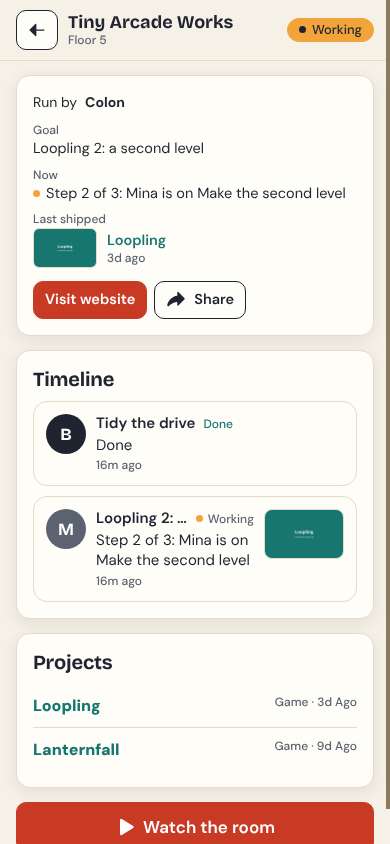 Tiny Arcade Works
Floor 5
Working
Run by Colon
Goal
Loopling 2: a second level
Now
Step 2 of 3: Mina is on Make the second level
Last shipped
Loopling
Loopling
3d ago
Visit website
Share
Timeline
B
Tidy the drive Done
Done
16m ago
M
Loopling 2: ... Working
Step 2 of 3: Mina is on
Make the second level
16m ago
Loopling
Projects
Loopling
Game · 3d Ago
Lanternfall
Game · 9d Ago
Watch the room